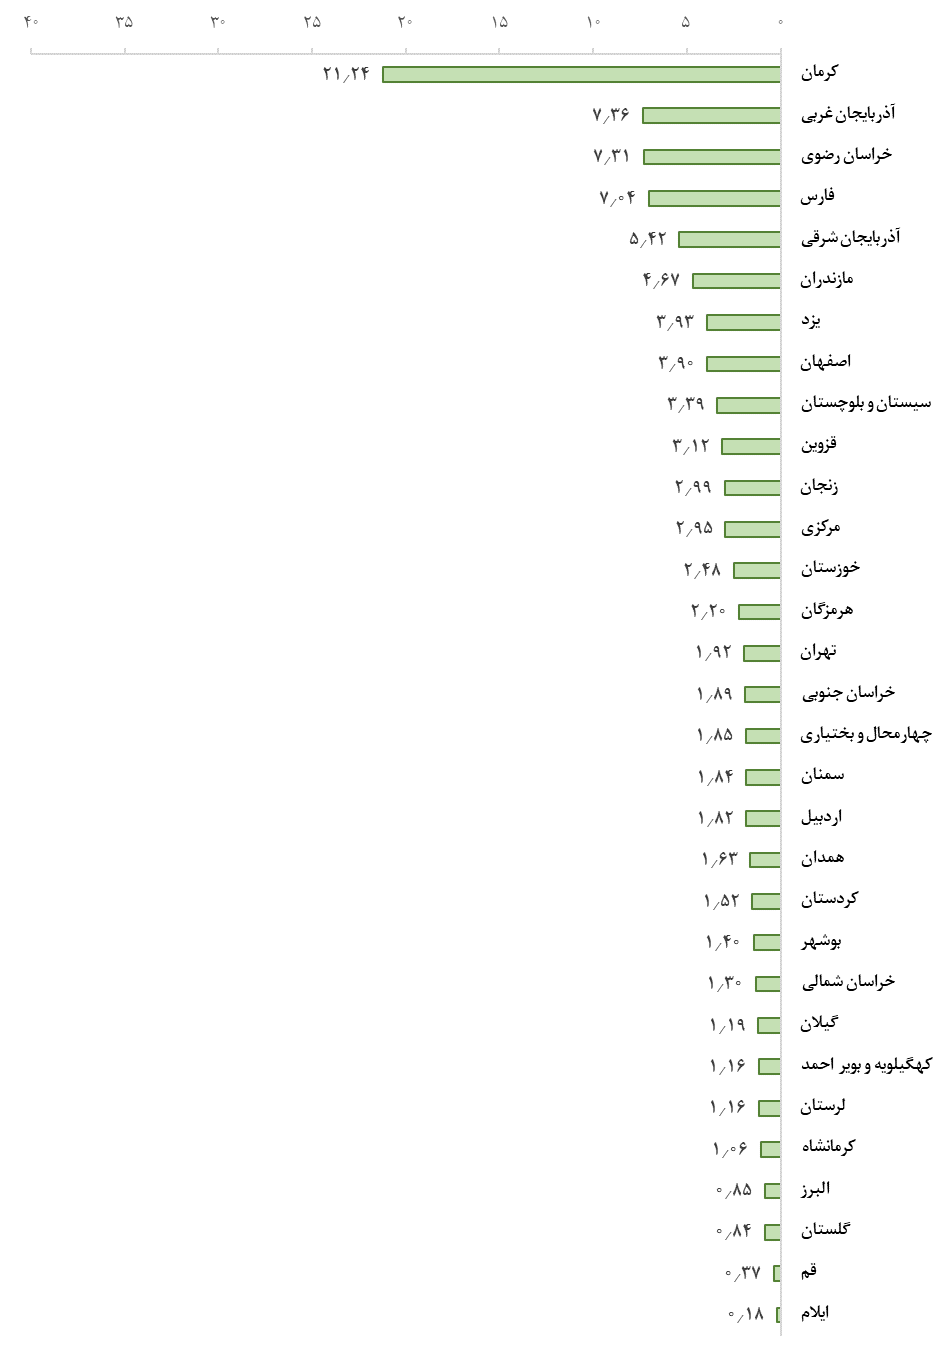 ۰ ۵ ۱۰ ۱۵ ۲۰ ۲۵ ۳۰ ۳۵ ۴۰
کرمان ۲۱٫۲۴
آذربایجان غربی ۷٫۳۶
خراسان رضوی ۷٫۳۱
فارس ۷٫۰۴
آذربایجان شرقی ۵٫۴۲
مازندران ۴٫۶۷
یزد ۳٫۹۳
اصفهان ۳٫۹۰
سیستان و بلوچستان ۳٫۳۹
قزوین ۳٫۱۲
زنجان ۲٫۹۹
مرکزی ۲٫۹۵
خوزستان ۲٫۴۸
هرمزگان ۲٫۲۰
تهران ۱٫۹۲
خراسان جنوبی ۱٫۸۹
چهارمحال و بختیاری ۱٫۸۵
سمنان ۱٫۸۴
اردبیل ۱٫۸۲
همدان ۱٫۶۳
کردستان ۱٫۵۲
بوشهر ۱٫۴۰
خراسان شمالی ۱٫۳۰
گیلان ۱٫۱۹
کهگیلویه و بویر احمد ۱٫۱۶
لرستان ۱٫۱۶
کرمانشاه ۱٫۰۶
البرز ۰٫۸۵
گلستان ۰٫۸۴
قم ۰٫۳۷
ایلام ۰٫۱۸